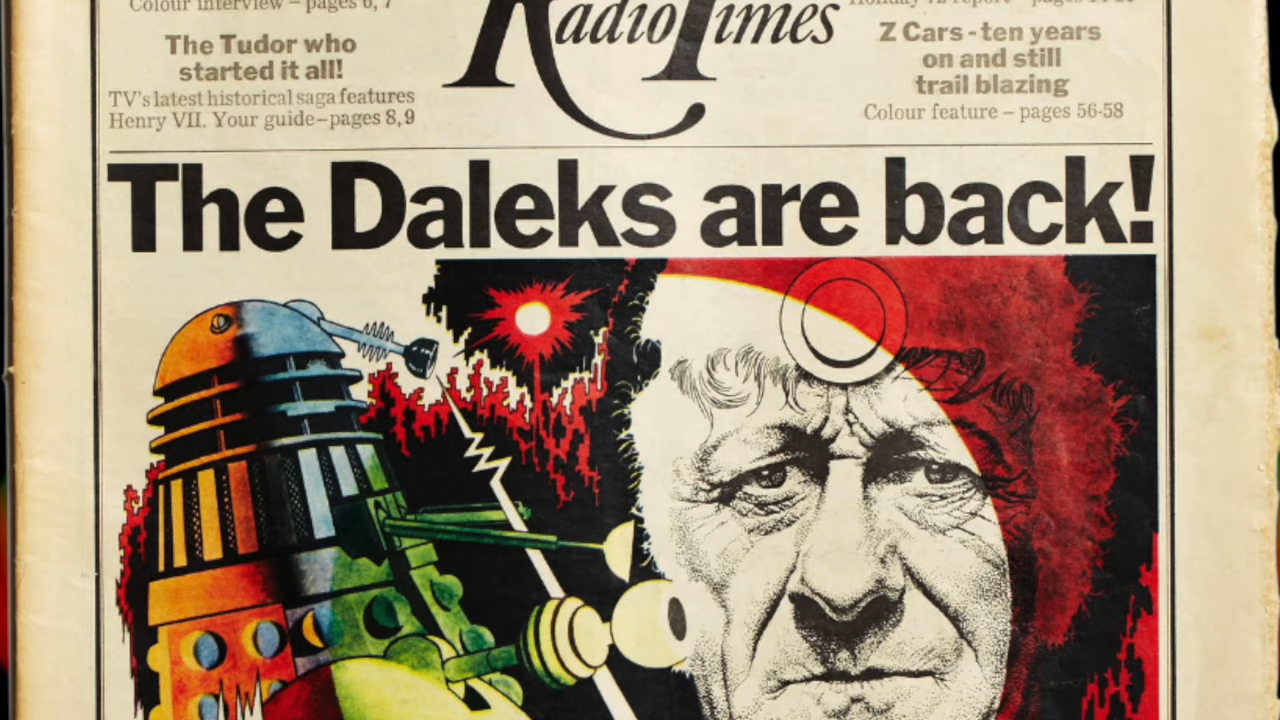 Colour interview – pages 6, 7
The Tudor who
started it all!
TV's latest historical saga features
Henry VII. Your guide–pages 8,9
Radio Times
Z Cars - ten years
on and still
trail blazing
Colour feature – pages 56-58
The Daleks are back!